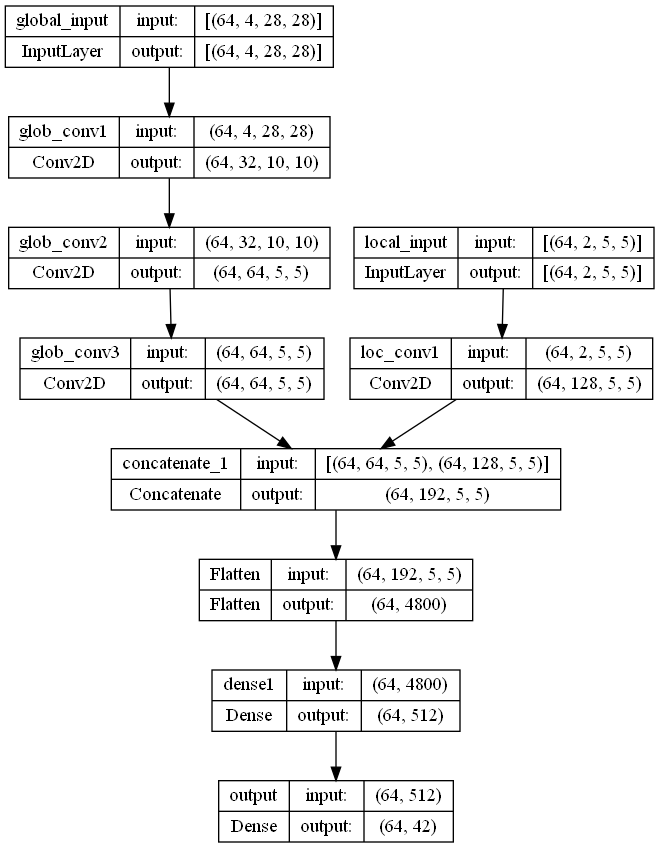 global_input input: [(64, 4, 28, 28)]
InputLayer output: [(64, 4, 28, 28)]
glob_conv1 input: (64, 4, 28, 28)
Conv2D output: (64, 32, 10, 10)
glob_conv2 input: (64, 32, 10, 10)
Conv2D output: (64, 64, 5, 5)
local_input input: [(64, 2, 5, 5)]
InputLayer output: [(64, 2, 5, 5)]
glob_conv3 input: (64, 64, 5, 5)
Conv2D output: (64, 64, 5, 5)
loc_conv1 input: (64, 2, 5, 5)
Conv2D output: (64, 128, 5, 5)
concatenate_1 input: [(64, 64, 5, 5), (64, 128, 5, 5)]
Concatenate output: (64, 192, 5, 5)
Flatten input: (64, 192, 5, 5)
Flatten output: (64, 4800)
dense1 input: (64, 4800)
Dense output: (64, 512)
output input: (64, 512)
Dense output: (64, 42)